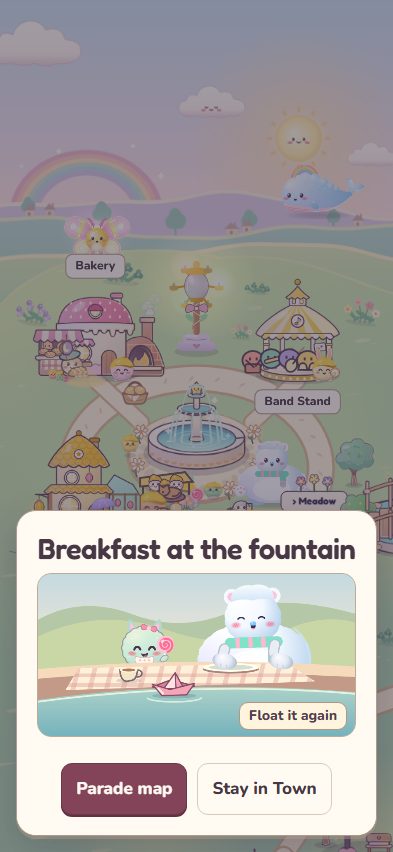 Bakery
Band Stand
› Meadow
Breakfast at the fountain
Float it again
Parade map
Stay in Town